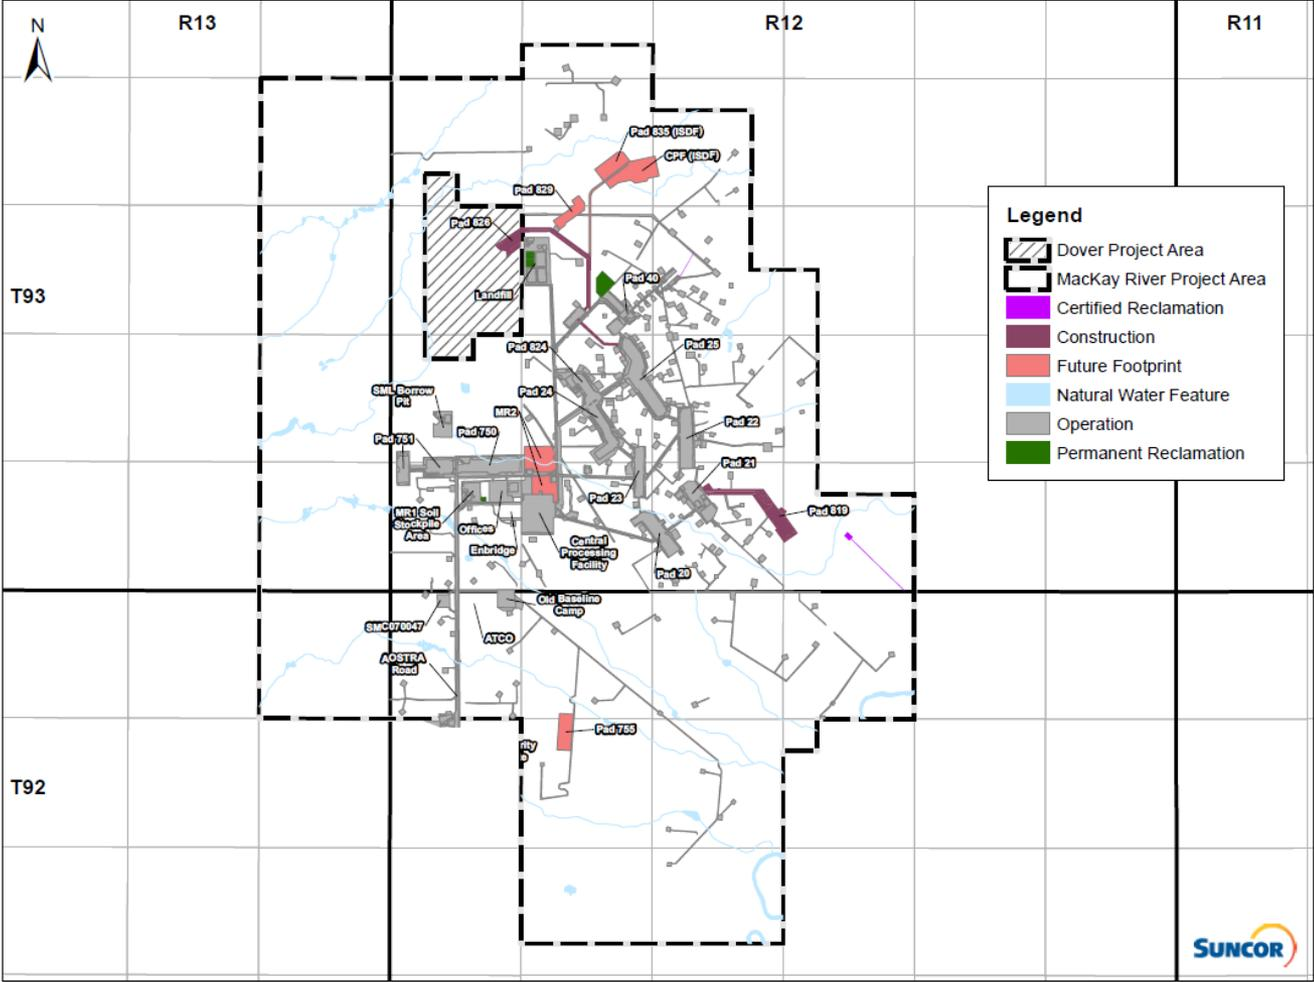 N
R13
R12
R11
Pad 835 (ISDF)
CPF (ISDF)
Pad 829
Pad 826
Legend
Dover Project Area
MacKay River Project Area
Certified Reclamation
Construction
Future Footprint
Natural Water Feature
Operation
Permanent Reclamation
T93
Landfill
Pad 40
Pad 824
Pad 25
SML Borrow
Pit
Pad 24
MR2
Pad 22
Pad 751
Pad 750
Pad 21
Pad 23
MR1 Soil
Stockpile
Area
Offices
Enbridge
Central
Processing
Facility
Pad 819
Pad 20
Old Baseline
Camp
SMC070047
ATCO
AOSTRA
Road
Pad 755
T92
SUNCOR